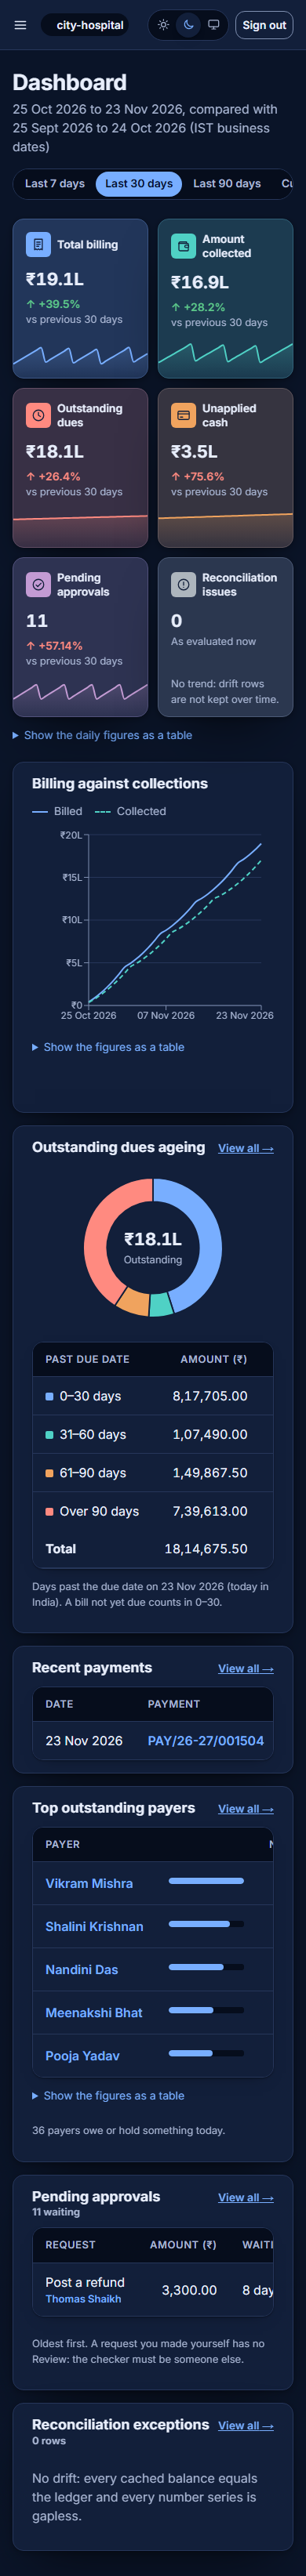 city-hospital
Sign out
Dashboard
25 Oct 2026 to 23 Nov 2026, compared with
25 Sept 2026 to 24 Oct 2026 (IST business
dates)
Last 7 days
Last 30 days
Last 90 days
Total billing
₹19.1L
↑ +39.5%
vs previous 30 days
Amount
collected
₹16.9L
↑ +28.2%
vs previous 30 days
Outstanding
dues
₹18.1L
↑ +26.4%
vs previous 30 days
Unapplied
cash
₹3.5L
↑ +75.6%
vs previous 30 days
Pending
approvals
11
↑ +57.14%
vs previous 30 days
Reconciliation
issues
0
As evaluated now
No trend: drift rows
are not kept over time.
▶ Show the daily figures as a table
Billing against collections
Billed
Collected
₹20L
₹15L
₹10L
₹5L
₹0
25 Oct 2026
07 Nov 2026
23 Nov 2026
▶ Show the figures as a table
Outstanding dues ageing
View all →
₹18.1L
Outstanding
PAST DUE DATE
AMOUNT (₹)
0–30 days
8,17,705.00
31–60 days
1,07,490.00
61–90 days
1,49,867.50
Over 90 days
7,39,613.00
Total
18,14,675.50
Days past the due date on 23 Nov 2026 (today in
India). A bill not yet due counts in 0–30.
Recent payments
View all →
DATE
PAYMENT
23 Nov 2026
PAY/26-27/001504
Top outstanding payers
View all →
PAYER
Vikram Mishra
Shalini Krishnan
Nandini Das
Meenakshi Bhat
Pooja Yadav
▶ Show the figures as a table
36 payers owe or hold something today.
Pending approvals
View all →
11 waiting
REQUEST
AMOUNT (₹)
WAITI
Post a refund
Thomas Shaikh
3,300.00
8 day
Oldest first. A request you made yourself has no
Review: the checker must be someone else.
Reconciliation exceptions
View all →
0 rows
No drift: every cached balance equals
the ledger and every number series is
gapless.